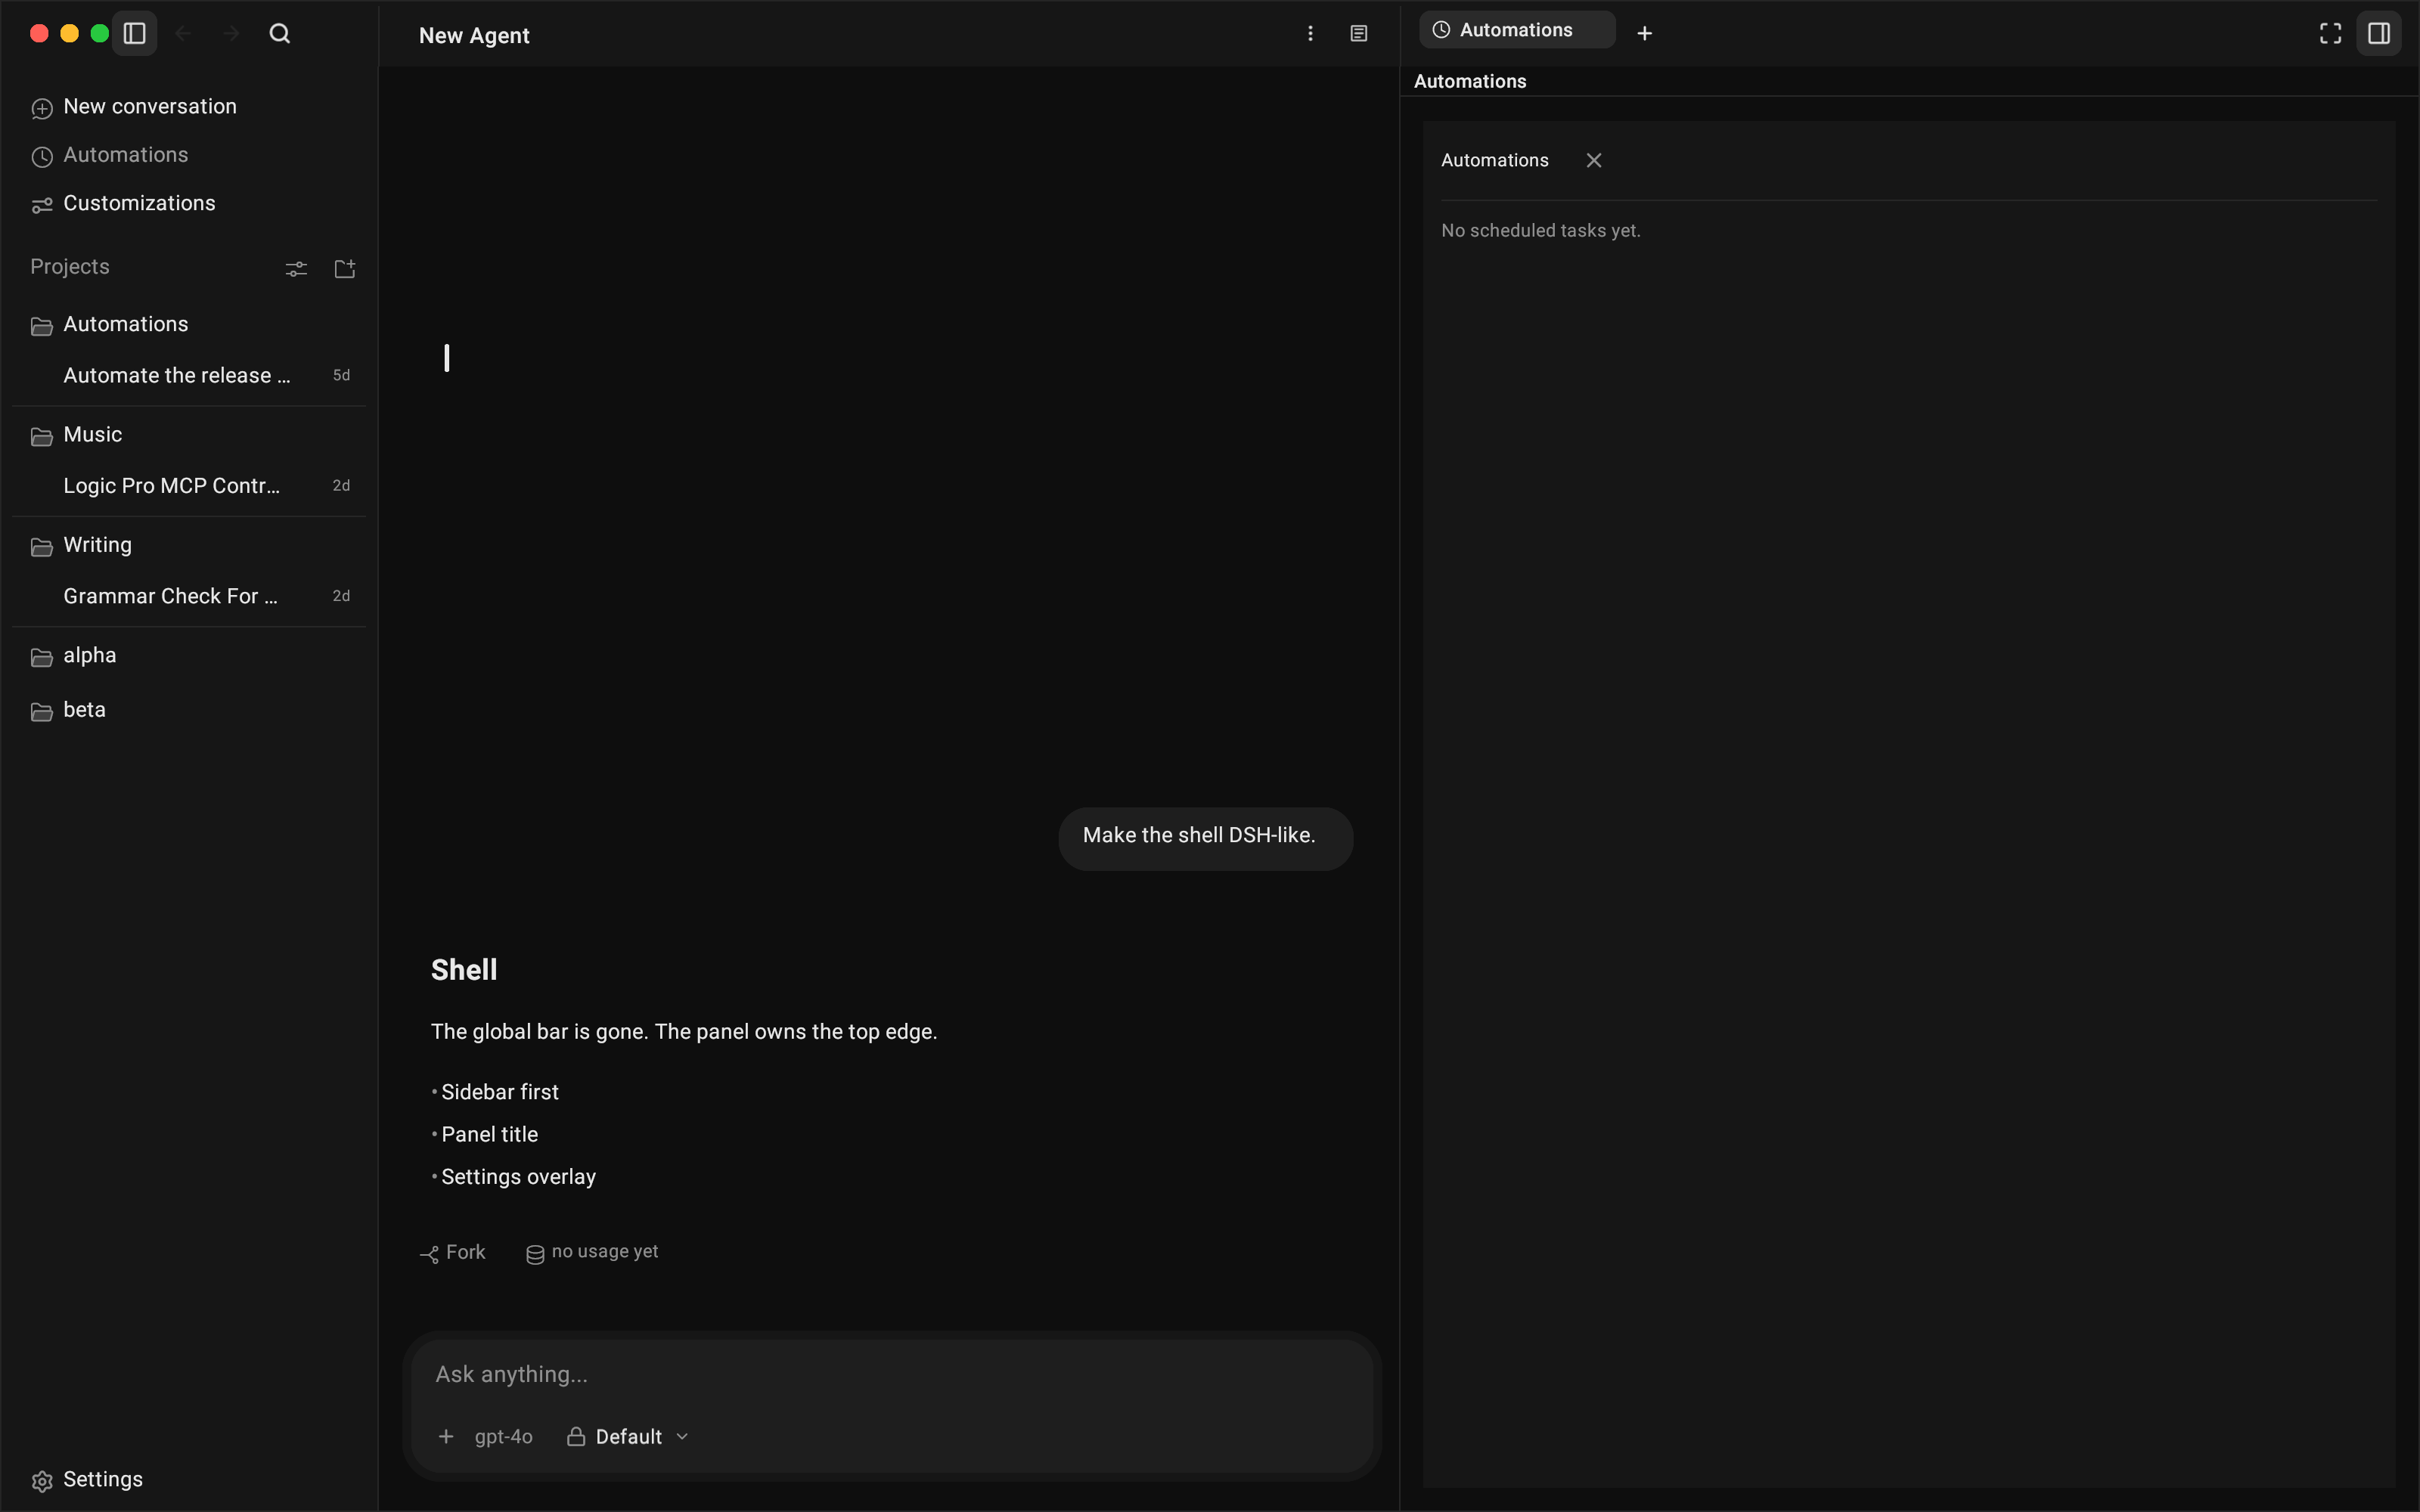 New Agent
Automations
Automations
New conversation
Automations
Customizations
Projects
Automations
Automate the release ... 5d
Music
Logic Pro MCP Contr... 2d
Writing
Grammar Check For ... 2d
alpha
beta
Settings
Make the shell DSH-like.
Shell
The global bar is gone. The panel owns the top edge.
• Sidebar first
• Panel title
• Settings overlay
Fork no usage yet
Ask anything...
gpt-4o Default
Automations
No scheduled tasks yet.